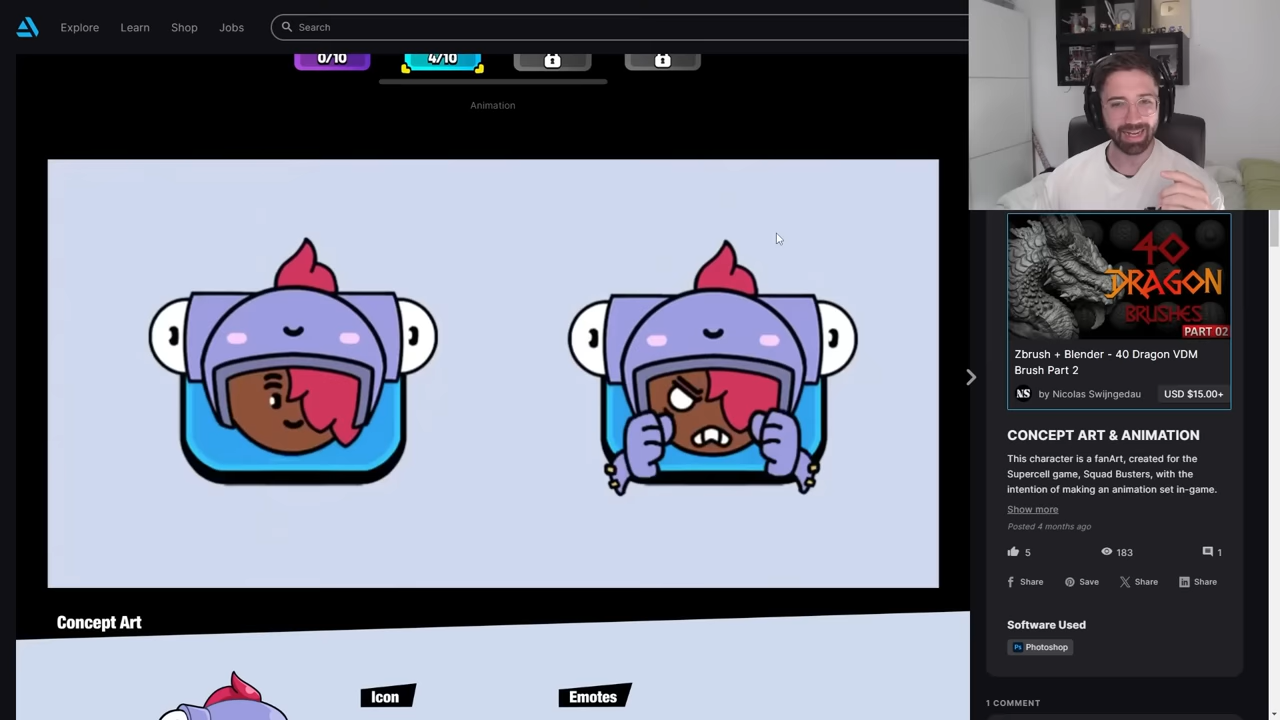 Explore Learn Shop Jobs Search
0/10 4/10
Animation
40
DRAGON
BRUSHES
PART 02
Zbrush + Blender - 40 Dragon VDM
Brush Part 2
NS by Nicolas Swijngedau USD $15.00+
CONCEPT ART & ANIMATION
This character is a fanArt, created for the
Supercell game, Squad Busters, with the
intention of making an animation set in-game.
Show more
Posted 4 months ago
5 183 1
Share Save Share Share
Concept Art
Software Used
Ps Photoshop
Icon Emotes
1 COMMENT